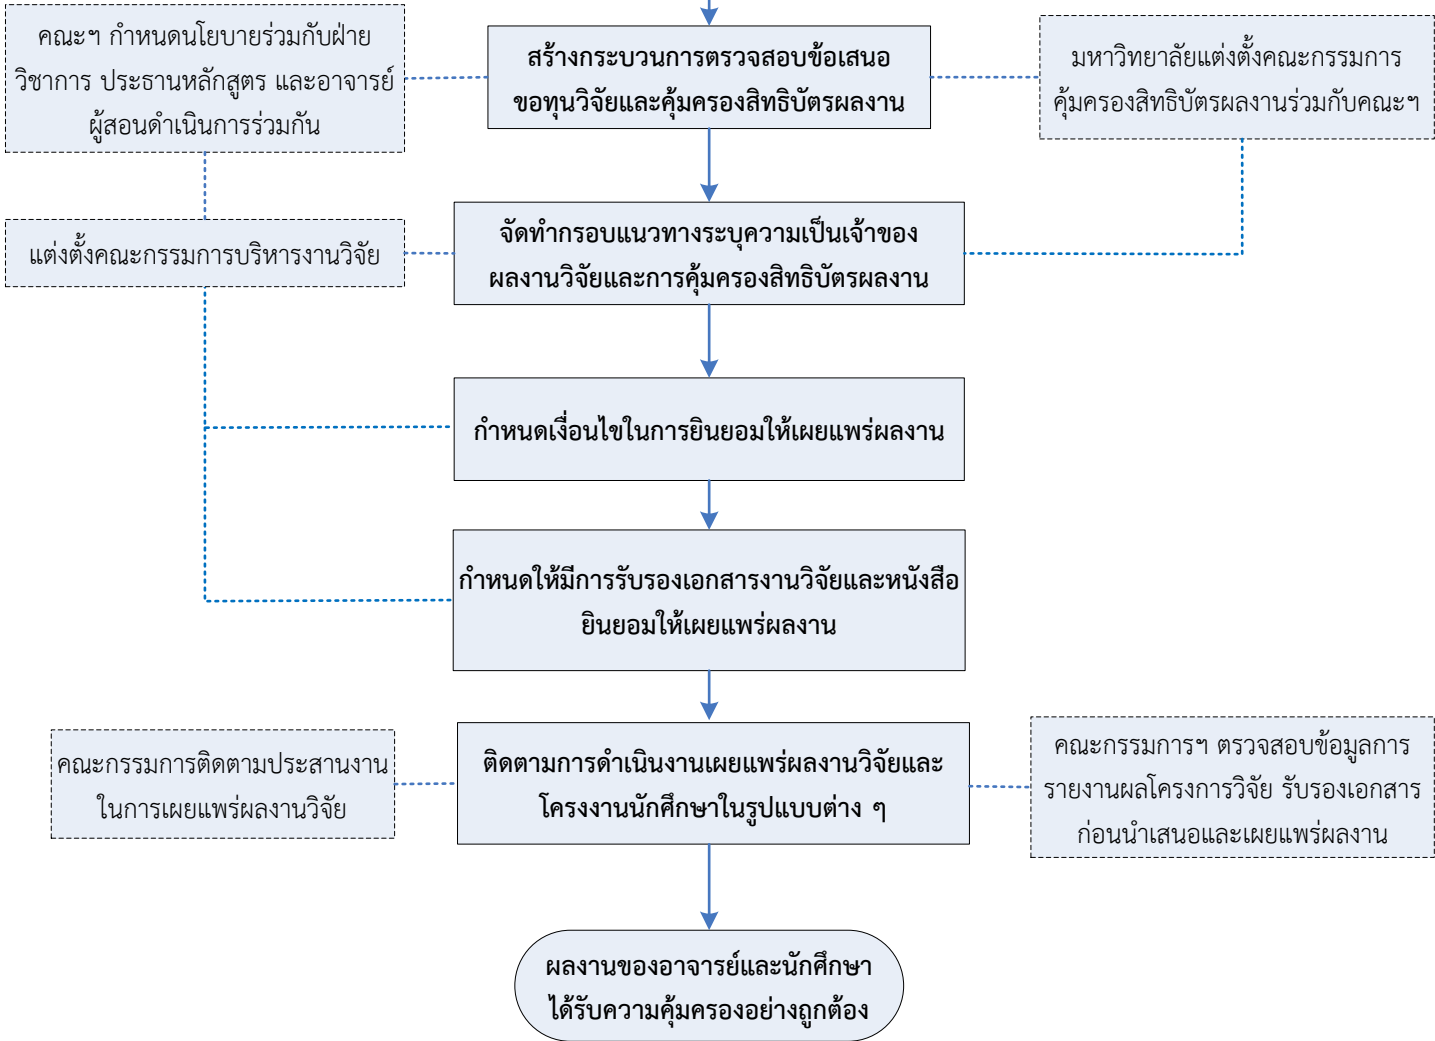 คณะฯ กำหนดนโยบายร่วมกับฝ่าย
วิชาการ ประธานหลักสูตร และอาจารย์
ผู้สอนดำเนินการร่วมกัน
สร้างกระบวนการตรวจสอบข้อเสนอ
ขอทุนวิจัยและคุ้มครองสิทธิบัตรผลงาน
มหาวิทยาลัยแต่งตั้งคณะกรรมการ
คุ้มครองสิทธิบัตรผลงานร่วมกับคณะฯ
แต่งตั้งคณะกรรมการบริหารงานวิจัย
จัดทำกรอบแนวทางระบุความเป็นเจ้าของ
ผลงานวิจัยและการคุ้มครองสิทธิบัตรผลงาน
กำหนดเงื่อนไขในการยินยอมให้เผยแพร่ผลงาน
กำหนดให้มีการรับรองเอกสารงานวิจัยและหนังสือ
ยินยอมให้เผยแพร่ผลงาน
คณะกรรมการติดตามประสานงาน
ในการเผยแพร่ผลงานวิจัย
ติดตามการดำเนินงานเผยแพร่ผลงานวิจัยและ
โครงงานนักศึกษาในรูปแบบต่าง ๆ
คณะกรรมการฯ ตรวจสอบข้อมูลการ
รายงานผลโครงการวิจัย รับรองเอกสาร
ก่อนนำเสนอและเผยแพร่ผลงาน
ผลงานของอาจารย์และนักศึกษา
ได้รับความคุ้มครองอย่างถูกต้อง